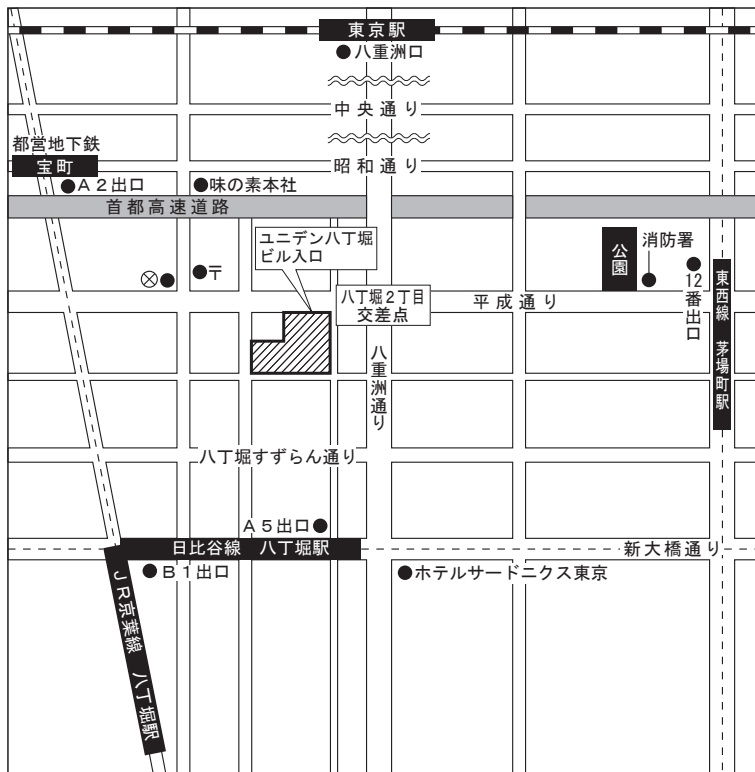 東京駅
八重洲口
中央通り
都営地下鉄
宝町
昭和通り
A2出口
味の素本社
首都高速道路
ユニデン八丁堀
ビル入口
公園
消防署
12番出口
〒
八丁堀2丁目
交差点
平成通り
東西線 茅場町駅
八重洲通り
八丁堀すずらん通り
A5出口
日比谷線 八丁堀駅
新大橋通り
B1出口
ホテルサードニクス東京
JR京葉線 八丁堀駅